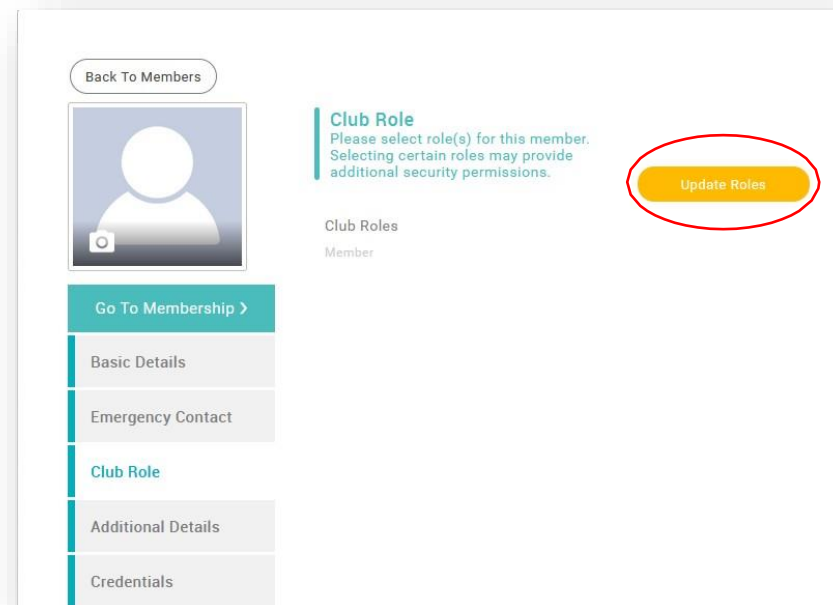 Back To Members
Club Role
Please select role(s) for this member.
Selecting certain roles may provide
additional security permissions.
Update Roles
Club Roles
Member
Go To Membership ❯
Basic Details
Emergency Contact
Club Role
Additional Details
Credentials